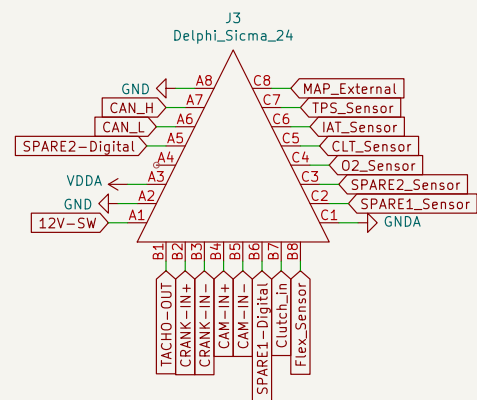 J3
Delphi_Sicma_24
GND A8 C8 MAP_External
CAN_H A7 C7 TPS_Sensor
CAN_L A6 C6 IAT_Sensor
SPARE2-Digital A5 C5 CLT_Sensor
A4 C4 O2_Sensor
VDDA A3 C3 SPARE2_Sensor
GND A2 C2 SPARE1_Sensor
12V-SW A1 C1 GNDA
B1 B2 B3 B4 B5 B6 B7 B8
TACHO-OUT
CRANK-IN+
CRANK-IN-
CAM-IN+
CAM-IN-
SPARE1-Digital
Clutch_in
Flex_Sensor